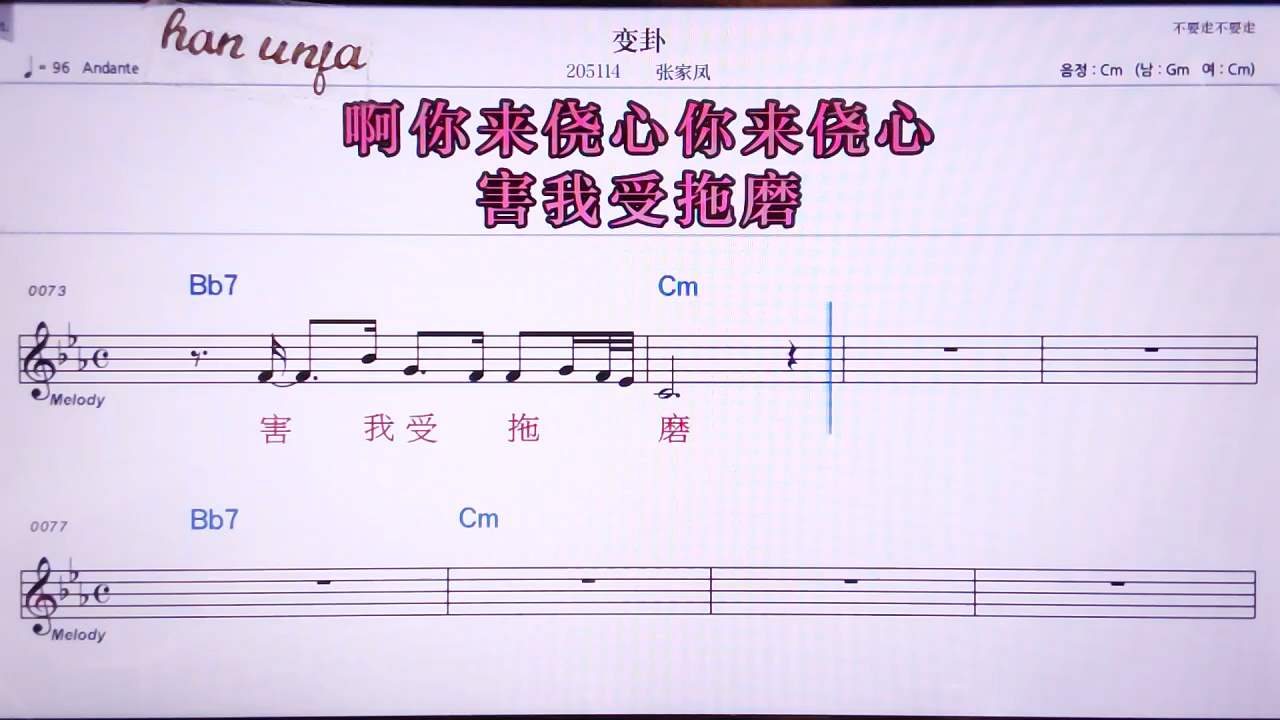 han unfa
变卦
不要走不要走
♩= 96 Andante
205114 张家凤
음정 : Cm (남 : Gm 여 : Cm)
啊你来侥心你来侥心
害我受拖磨
0073 Bb7 Cm
Melody
害 我 受 拖 磨
0077 Bb7 Cm
Melody